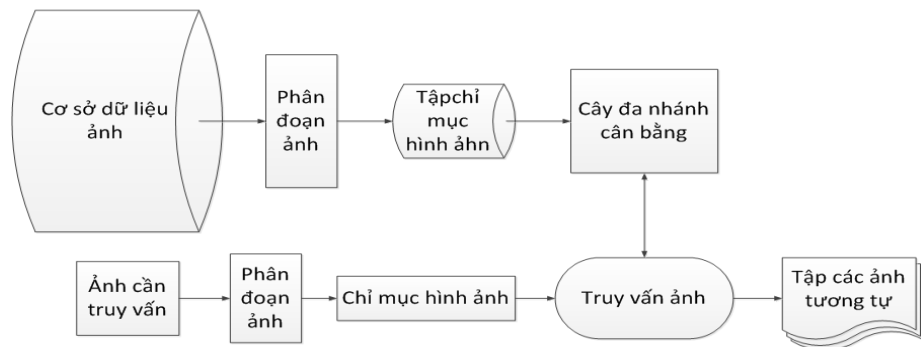 Cơ sở dữ liệu
ảnh
Phân
đoạn
ảnh
Tậpchỉ
mục
hình ảhn
Cây đa nhánh
cân bằng
Ảnh cần
truy vấn
Phân
đoạn
ảnh
Chỉ mục hình ảnh
Truy vấn ảnh
Tập các ảnh
tương tự